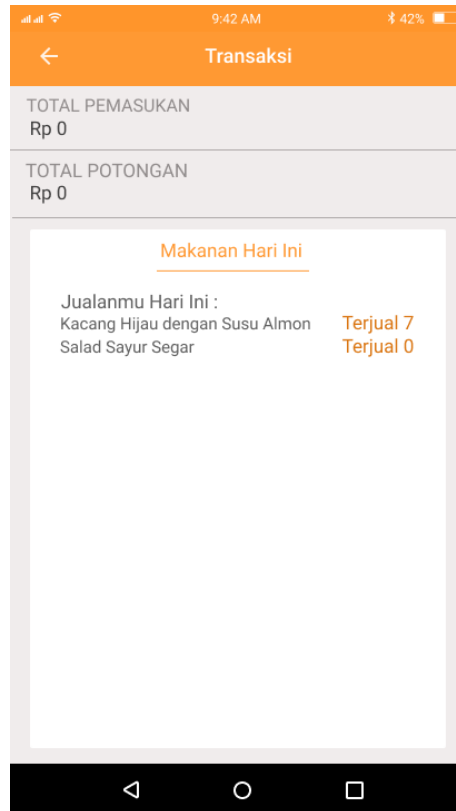 9:42 AM 42%
Transaksi
TOTAL PEMASUKAN
Rp 0
TOTAL POTONGAN
Rp 0
Makanan Hari Ini
Jualanmu Hari Ini :
Kacang Hijau dengan Susu Almon Terjual 7
Salad Sayur Segar Terjual 0